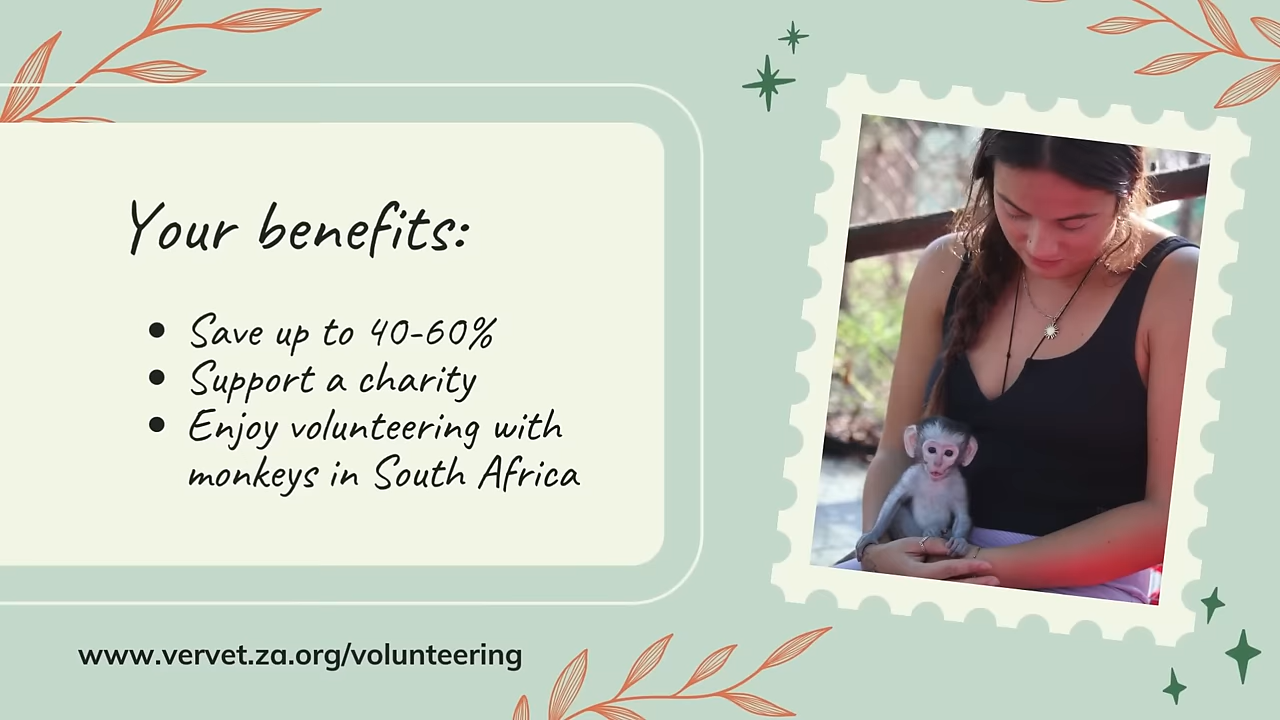 Your benefits:
• Save up to 40-60%
• Support a charity
• Enjoy volunteering with
monkeys in South Africa
www.vervet.za.org/volunteering